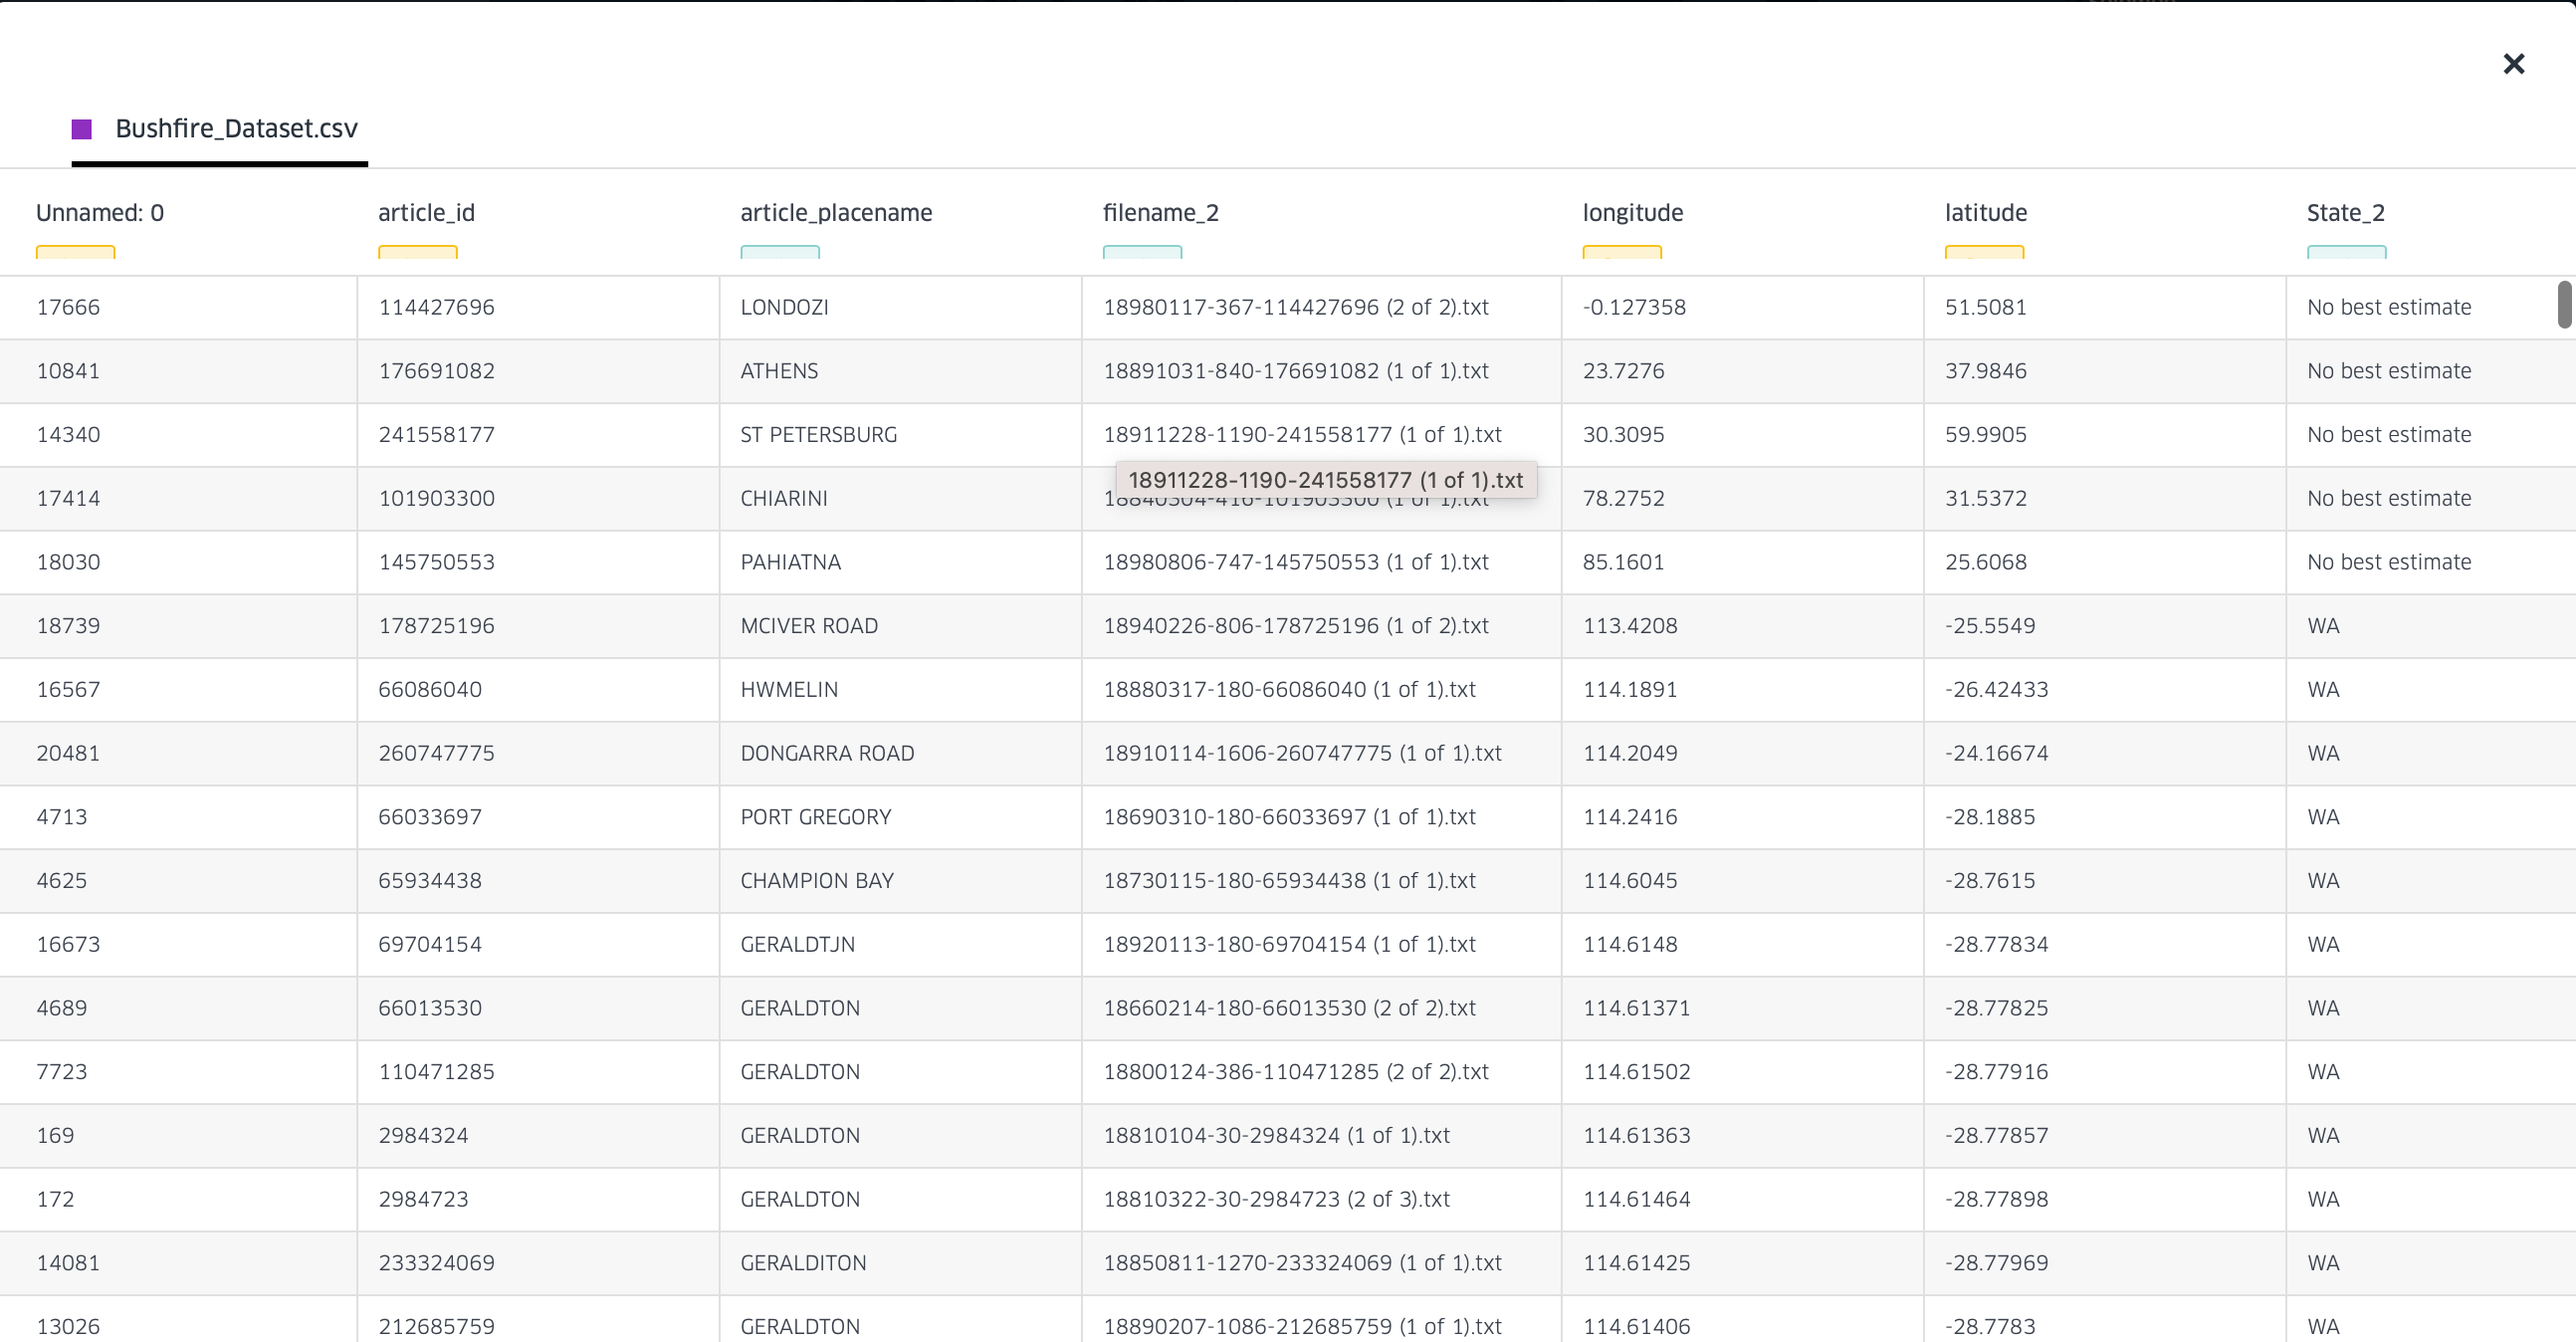 Bushfire_Dataset.csv
Unnamed: 0 article_id article_placename filename_2 longitude latitude State_2
17666 114427696 LONDOZI 18980117-367-114427696 (2 of 2).txt -0.127358 51.5081 No best estimate
10841 176691082 ATHENS 18891031-840-176691082 (1 of 1).txt 23.7276 37.9846 No best estimate
14340 241558177 ST PETERSBURG 18911228-1190-241558177 (1 of 1).txt 30.3095 59.9905 No best estimate
18911228-1190-241558177 (1 of 1).txt
17414 101903300 CHIARINI 18840304-416-101903300 (1 of 1).txt 78.2752 31.5372 No best estimate
18030 145750553 PAHIATNA 18980806-747-145750553 (1 of 1).txt 85.1601 25.6068 No best estimate
18739 178725196 MCIVER ROAD 18940226-806-178725196 (1 of 2).txt 113.4208 -25.5549 WA
16567 66086040 HWMELIN 18880317-180-66086040 (1 of 1).txt 114.1891 -26.42433 WA
20481 260747775 DONGARRA ROAD 18910114-1606-260747775 (1 of 1).txt 114.2049 -24.16674 WA
4713 66033697 PORT GREGORY 18690310-180-66033697 (1 of 1).txt 114.2416 -28.1885 WA
4625 65934438 CHAMPION BAY 18730115-180-65934438 (1 of 1).txt 114.6045 -28.7615 WA
16673 69704154 GERALDTJN 18920113-180-69704154 (1 of 1).txt 114.6148 -28.77834 WA
4689 66013530 GERALDTON 18660214-180-66013530 (2 of 2).txt 114.61371 -28.77825 WA
7723 110471285 GERALDTON 18800124-386-110471285 (2 of 2).txt 114.61502 -28.77916 WA
169 2984324 GERALDTON 18810104-30-2984324 (1 of 1).txt 114.61363 -28.77857 WA
172 2984723 GERALDTON 18810322-30-2984723 (2 of 3).txt 114.61464 -28.77898 WA
14081 233324069 GERALDITON 18850811-1270-233324069 (1 of 1).txt 114.61425 -28.77969 WA
13026 212685759 GERALDTON 18890207-1086-212685759 (1 of 1).txt 114.61406 -28.7783 WA